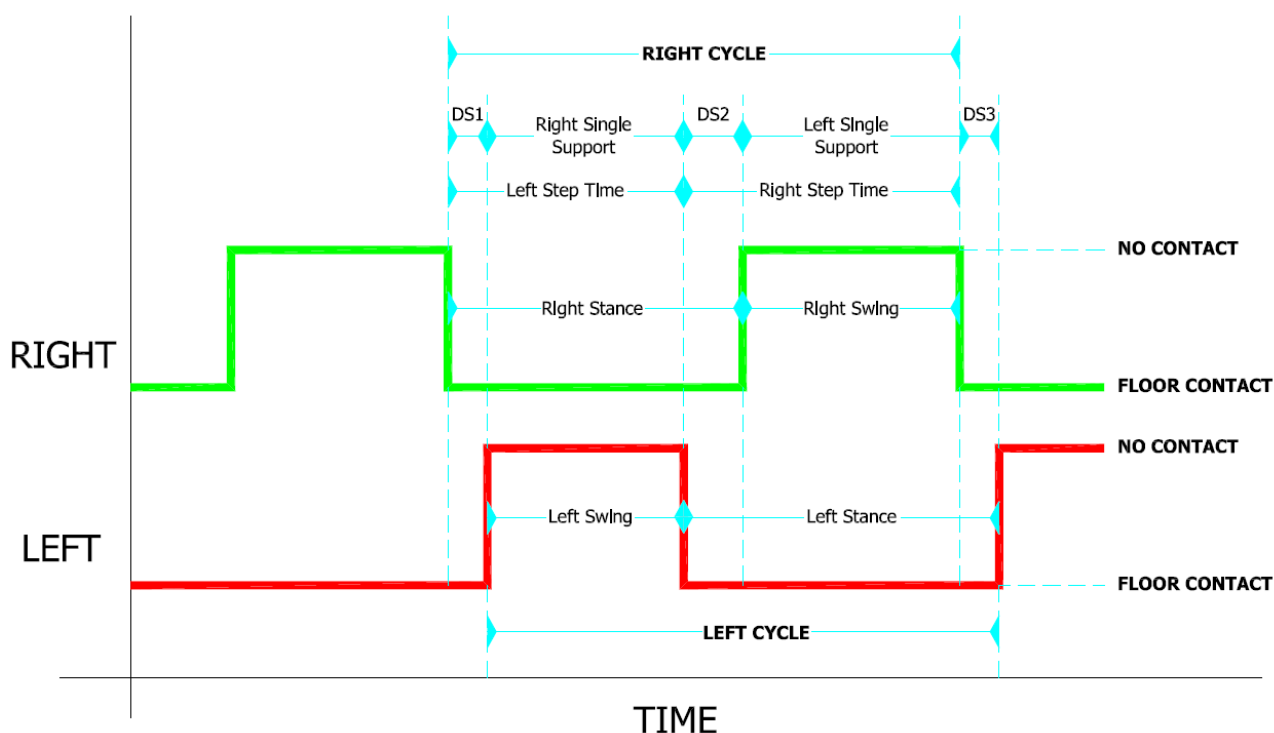 RIGHT CYCLE
DS1
Right Single
Support
DS2
Left SIngle
Support
DS3
Left Step TIme
Right Step Time
NO CONTACT
Right Stance
RIght Swing
RIGHT
FLOOR CONTACT
NO CONTACT
Left Swing
Left Stance
LEFT
FLOOR CONTACT
LEFT CYCLE
TIME